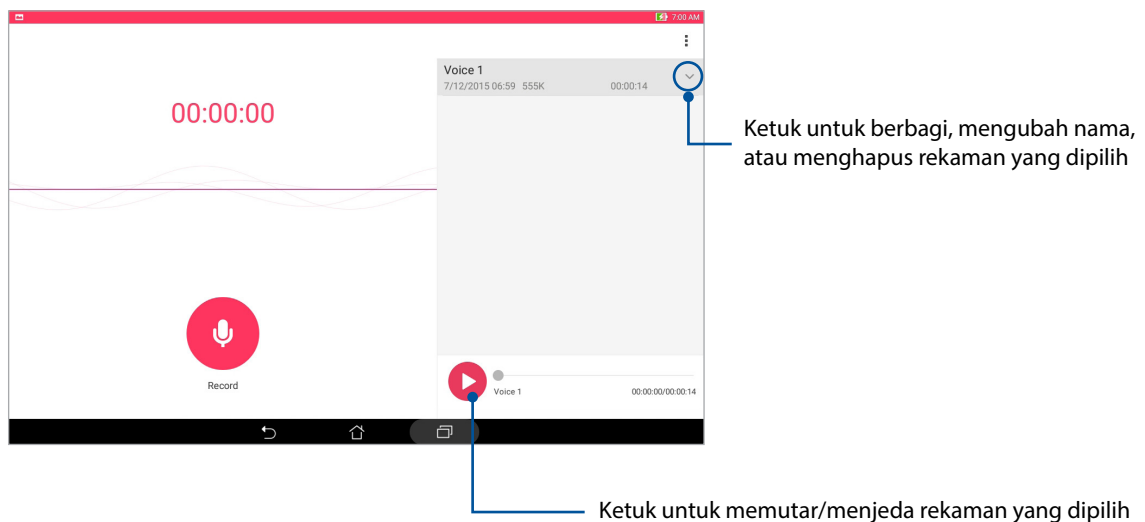 7:00 AM
Voice 1
7/12/2015 06:59 555K 00:00:14
00:00:00
Ketuk untuk berbagi, mengubah nama,
atau menghapus rekaman yang dipilih
Record
Voice 1 00:00:00/00:00:14
Ketuk untuk memutar/menjeda rekaman yang dipilih